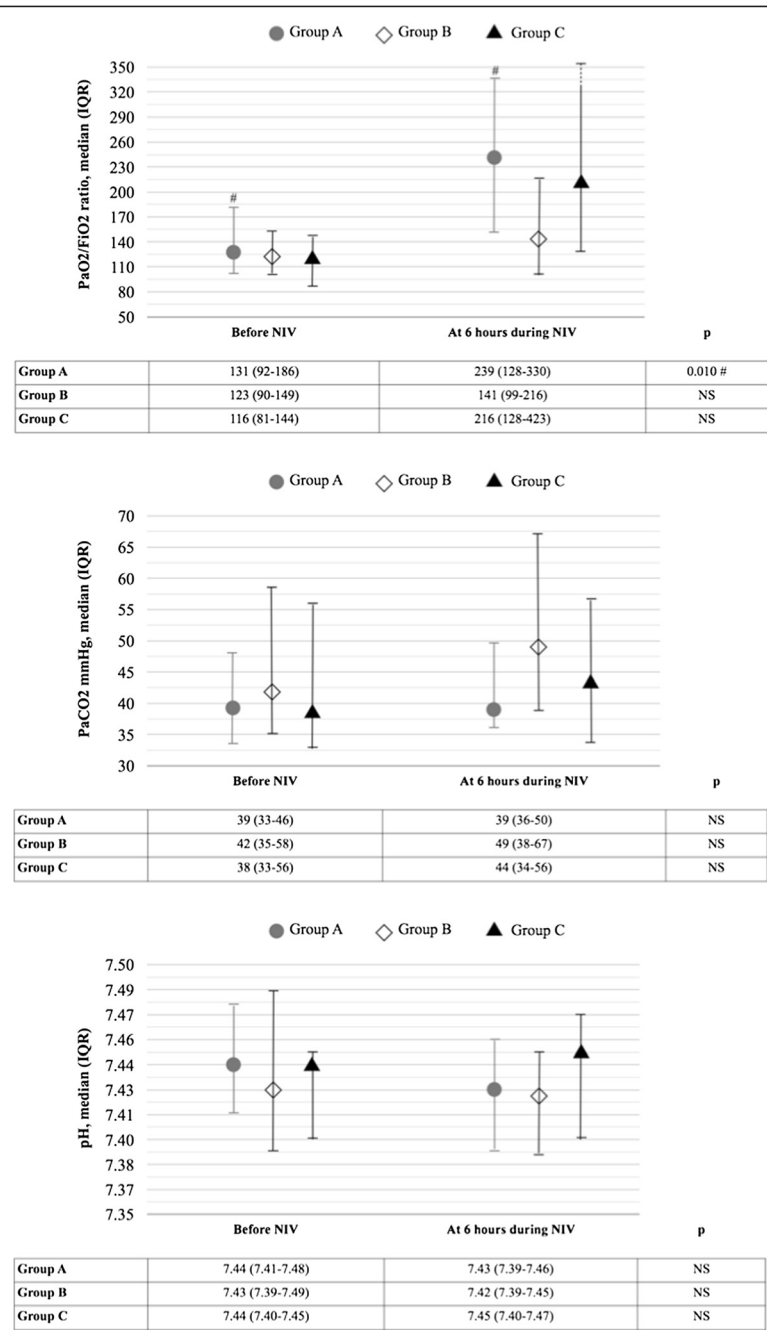 Group A Group B Group C
PaO2/FiO2 ratio, median (IQR)
350
320
290
260
230
200
170
140
110
80
50
#
#
Before NIV At 6 hours during NIV p
Group A 131 (92-186) 239 (128-330) 0.010 #
Group B 123 (90-149) 141 (99-216) NS
Group C 116 (81-144) 216 (128-423) NS
Group A Group B Group C
PaCO2 mmHg, median (IQR)
70
65
60
55
50
45
40
35
30
Before NIV At 6 hours during NIV p
Group A 39 (33-46) 39 (36-50) NS
Group B 42 (35-58) 49 (38-67) NS
Group C 38 (33-56) 44 (34-56) NS
Group A Group B Group C
pH, median (IQR)
7.50
7.49
7.47
7.46
7.44
7.43
7.41
7.40
7.38
7.37
7.35
Before NIV At 6 hours during NIV p
Group A 7.44 (7.41-7.48) 7.43 (7.39-7.46) NS
Group B 7.43 (7.39-7.49) 7.42 (7.39-7.45) NS
Group C 7.44 (7.40-7.45) 7.45 (7.40-7.47) NS